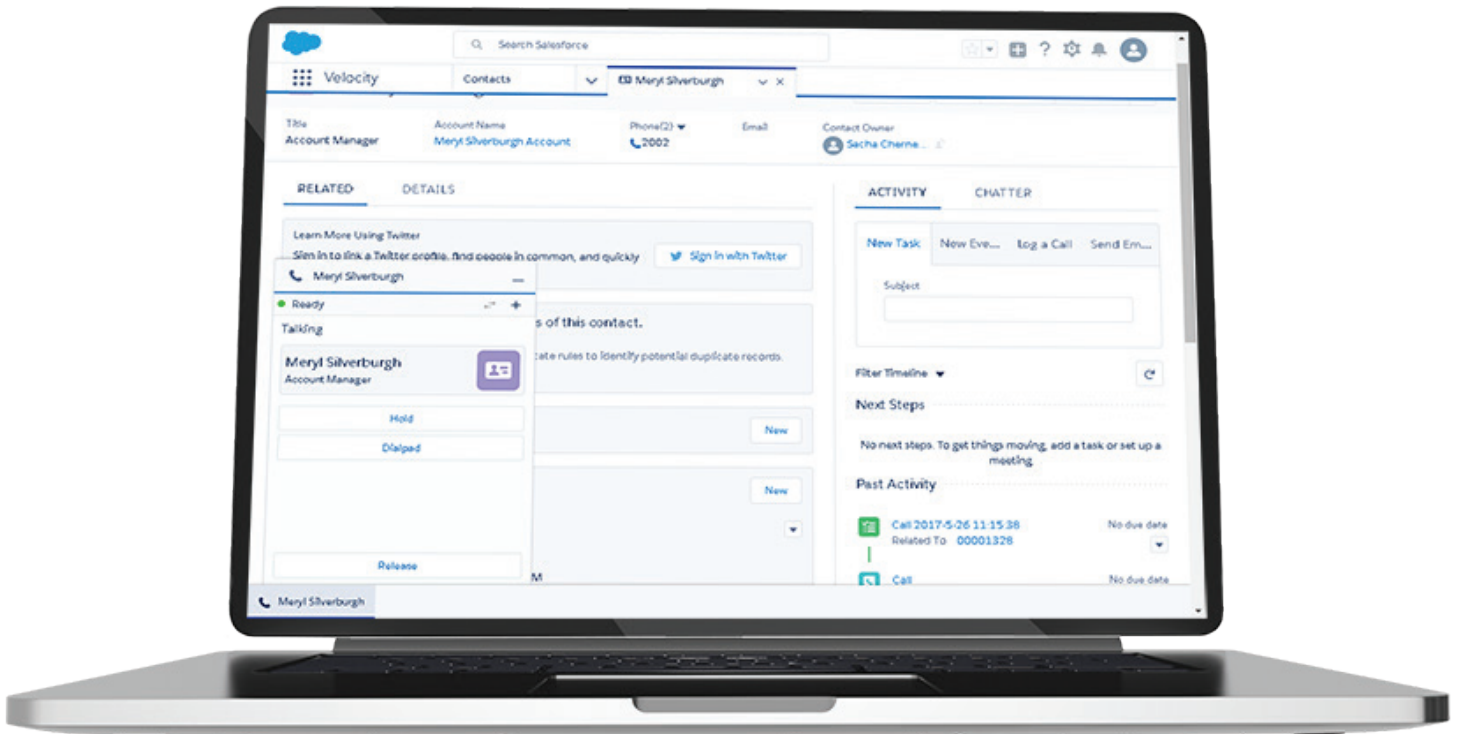 Search Salesforce
Velocity
Contacts
Meryl Silverburgh
Title
Account Manager
Account Name
Meryl Silverburgh Account
Phone(2)
2002
Email
Contact Owner
Sacha Cherne...
RELATED
DETAILS
Learn More Using Twitter
Sign in to link a Twitter profile, find people in common, and quickly
Sign in with Twitter
Meryl Silverburgh
Ready
Talking
Meryl Silverburgh
Account Manager
Hold
Dialpad
Release
s of this contact.
cate rules to identify potential duplicate records.
New
New
M
ACTIVITY
CHATTER
New Task
New Eve...
Log a Call
Send Em...
Subject
Filter Timeline
Next Steps
No next steps. To get things moving, add a task or set up a
meeting.
Past Activity
Call 2017-5-26 11:15:38
No due date
Related To 00001328
Call
No due date
Meryl Silverburgh